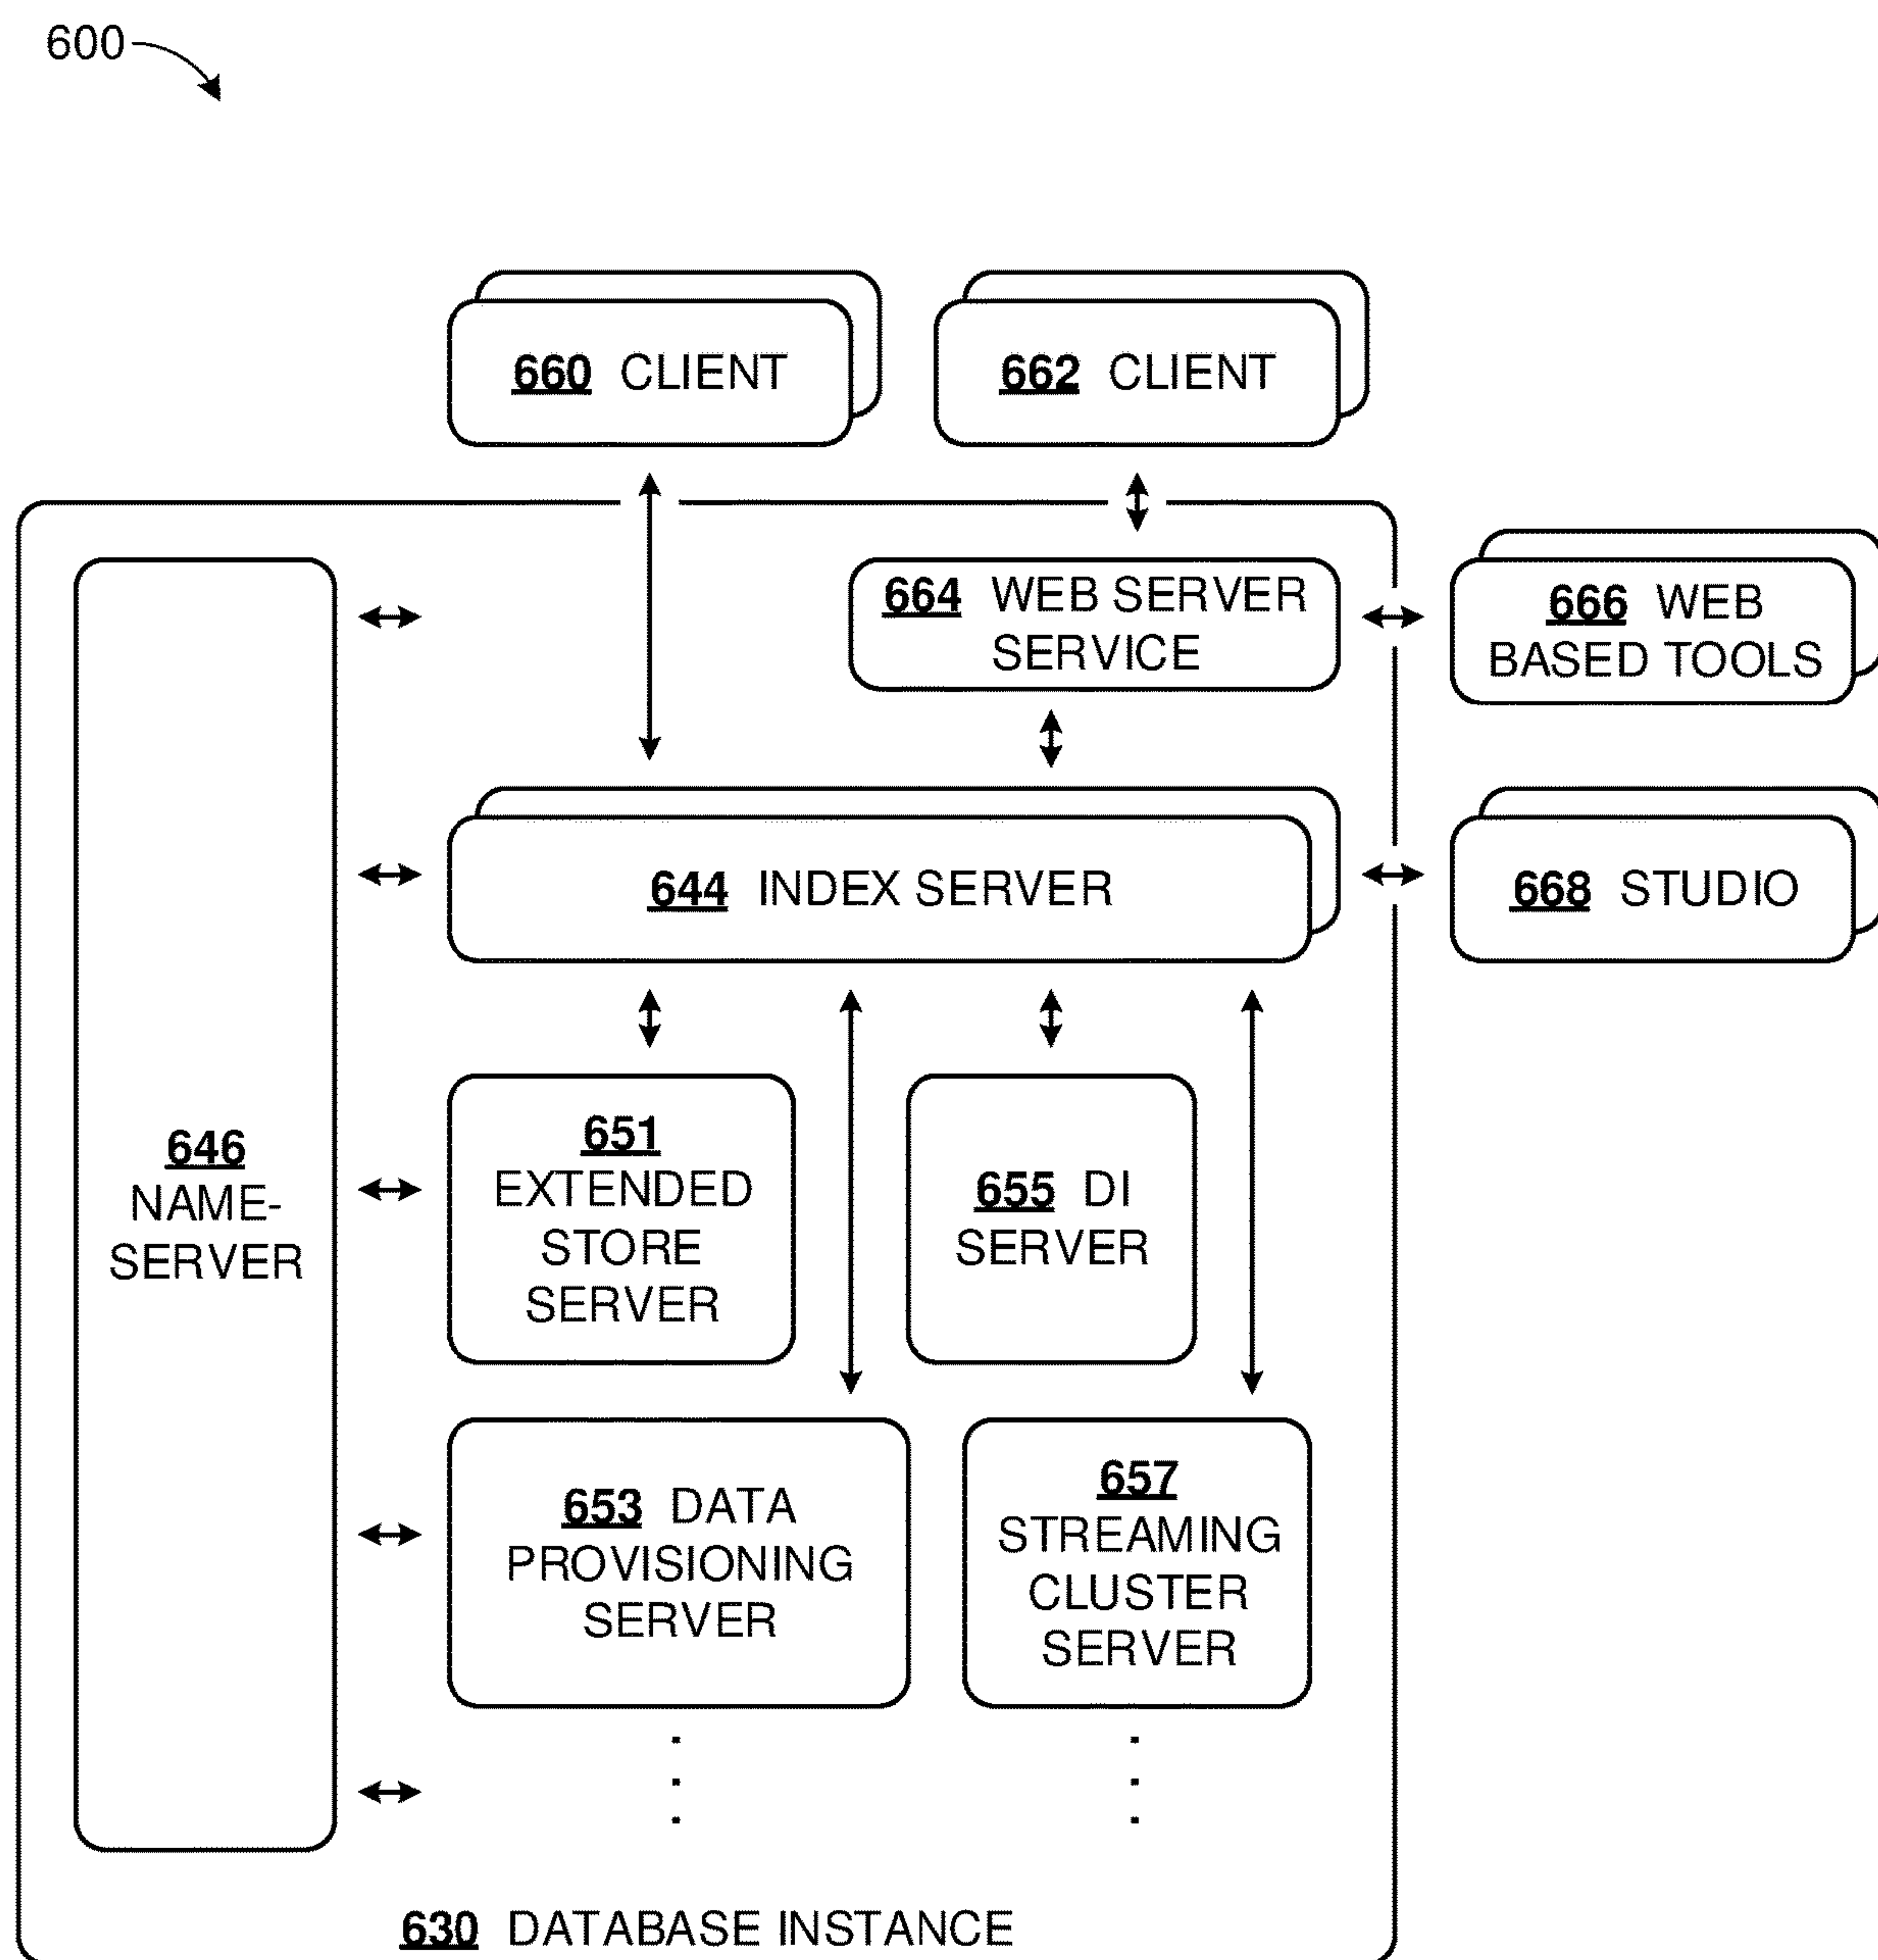 600
660 CLIENT
662 CLIENT
664 WEB SERVER
SERVICE
666 WEB
BASED TOOLS
644 INDEX SERVER
668 STUDIO
646
NAME-
SERVER
651
EXTENDED
STORE
SERVER
655 DI
SERVER
653 DATA
PROVISIONING
SERVER
657
STREAMING
CLUSTER
SERVER
630 DATABASE INSTANCE